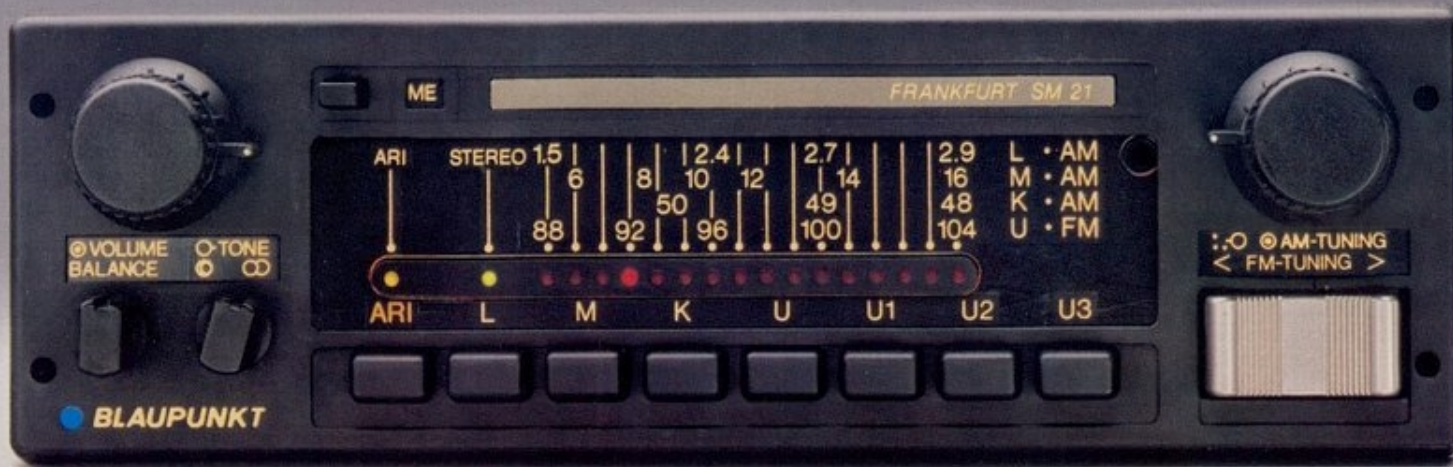 ME
FRANKFURT SM 21
ARI STEREO 1.5 2.4 2.7 2.9 L · AM
6 8 10 12 14 16 M · AM
50 49 48 K · AM
88 92 96 100 104 U · FM
ARI L M K U U1 U2 U3
VOLUME TONE
BALANCE
AM-TUNING
< FM-TUNING >
BLAUPUNKT